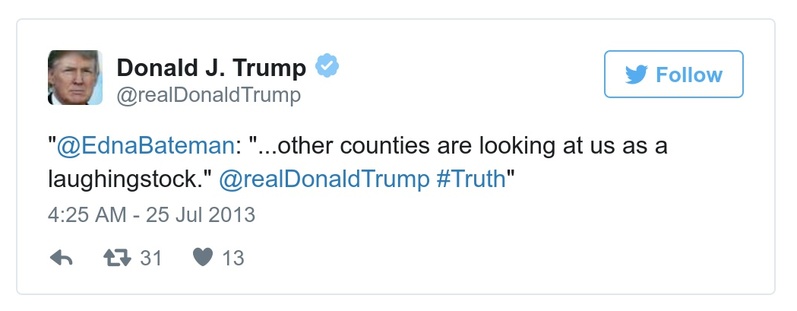 Donald J. Trump
@realDonaldTrump
Follow
"@EdnaBateman: "...other counties are looking at us as a
laughingstock." @realDonaldTrump #Truth"
4:25 AM - 25 Jul 2013
31 13